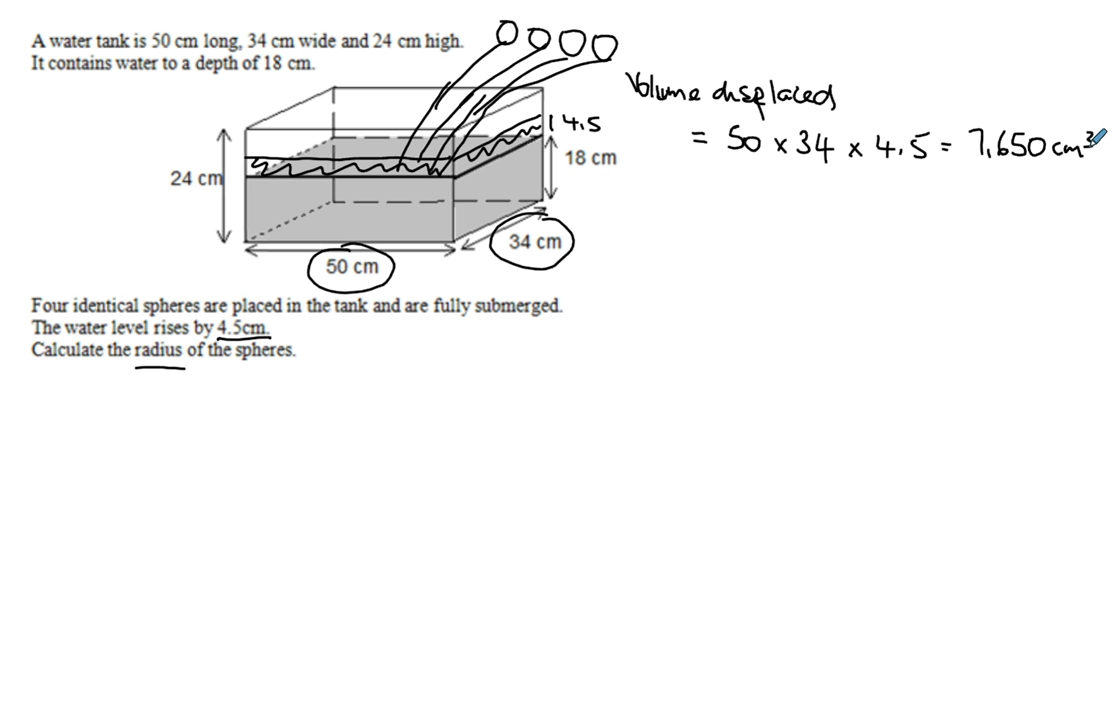 A water tank is 50 cm long, 34 cm wide and 24 cm high.
It contains water to a depth of 18 cm.
Volume displaced
= 50 × 34 × 4.5 = 7,650 cm³
4.5
18 cm
24 cm
34 cm
50 cm
Four identical spheres are placed in the tank and are fully submerged.
The water level rises by 4.5cm.
Calculate the radius of the spheres.